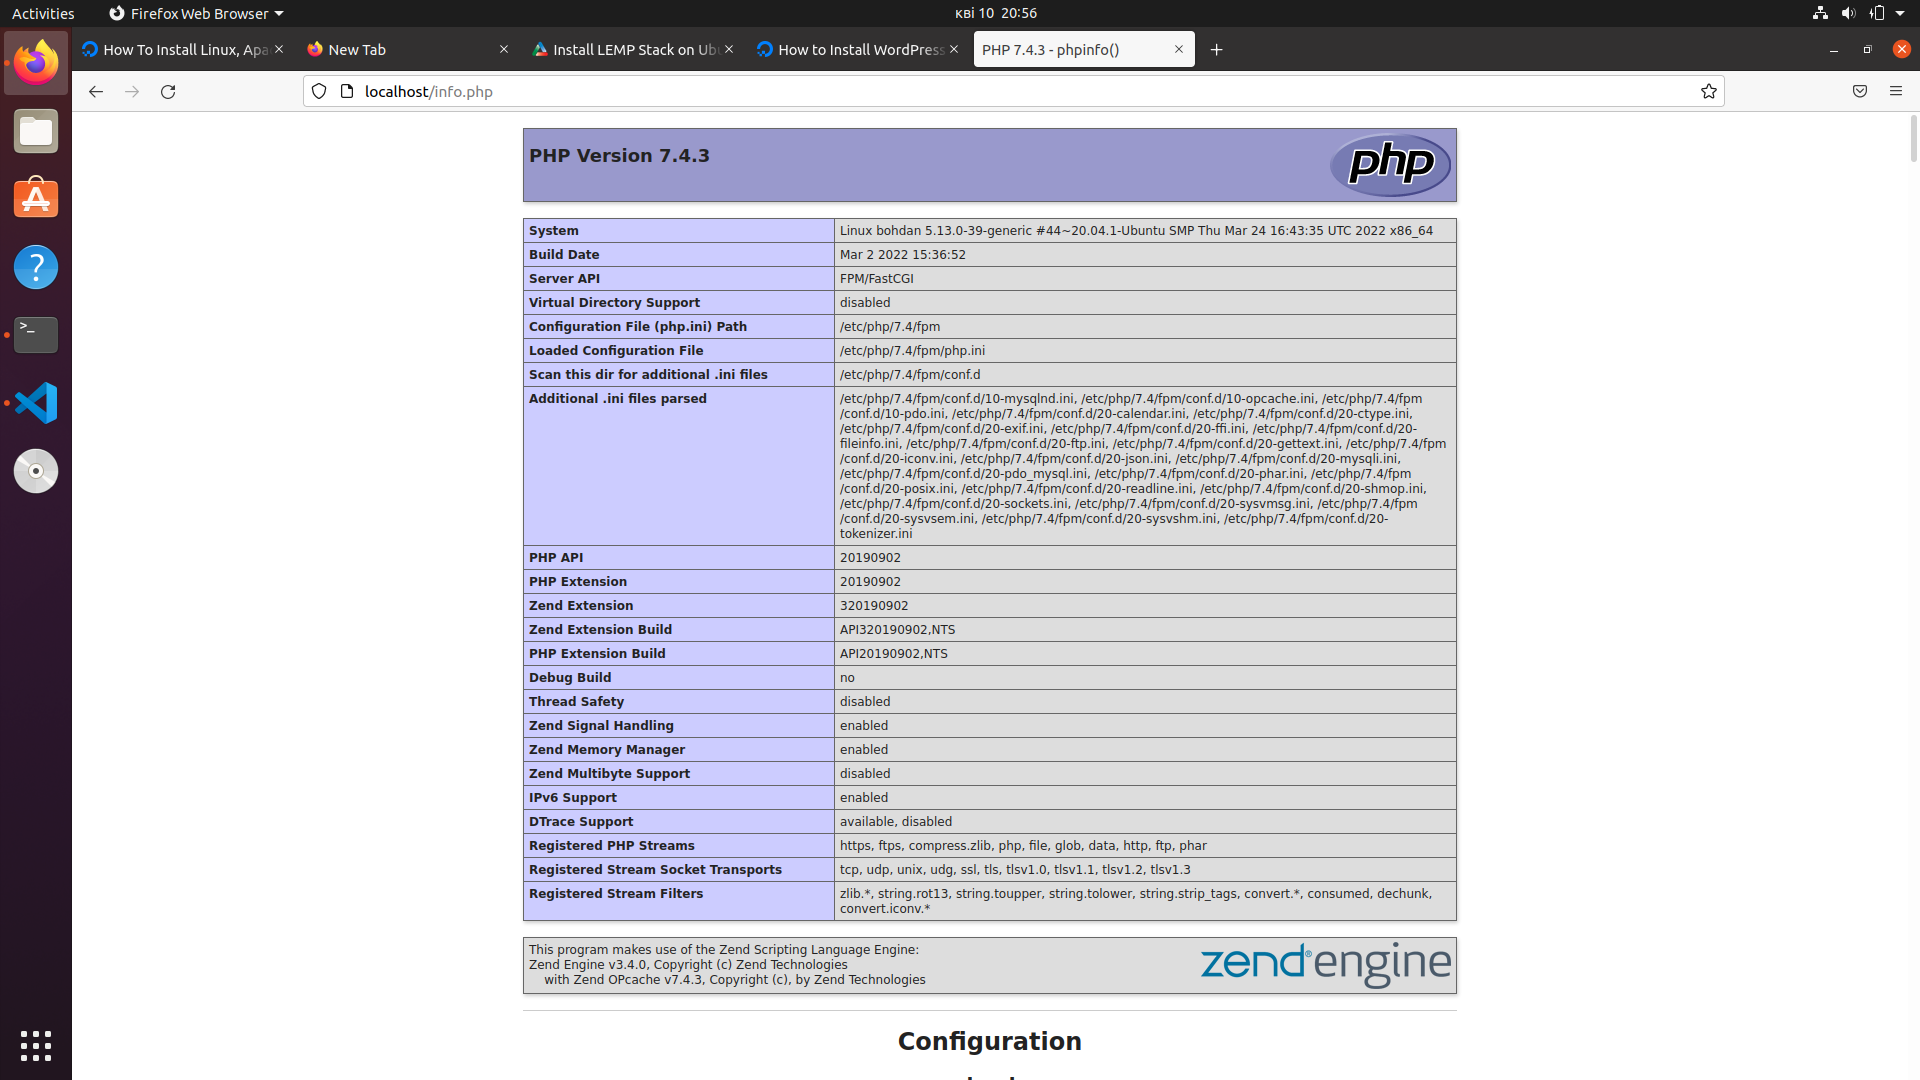 Activities
Firefox Web Browser
кві 10 20:56
How To Install Linux, Apa
New Tab
Install LEMP Stack on Ub
How to Install WordPress
PHP 7.4.3 - phpinfo()
localhost/info.php
PHP Version 7.4.3
php
System Linux bohdan 5.13.0-39-generic #44~20.04.1-Ubuntu SMP Thu Mar 24 16:43:35 UTC 2022 x86_64
Build Date Mar 2 2022 15:36:52
Server API FPM/FastCGI
Virtual Directory Support disabled
Configuration File (php.ini) Path /etc/php/7.4/fpm
Loaded Configuration File /etc/php/7.4/fpm/php.ini
Scan this dir for additional .ini files /etc/php/7.4/fpm/conf.d
Additional .ini files parsed /etc/php/7.4/fpm/conf.d/10-mysqlnd.ini, /etc/php/7.4/fpm/conf.d/10-opcache.ini, /etc/php/7.4/fpm
/conf.d/10-pdo.ini, /etc/php/7.4/fpm/conf.d/20-calendar.ini, /etc/php/7.4/fpm/conf.d/20-ctype.ini,
/etc/php/7.4/fpm/conf.d/20-exif.ini, /etc/php/7.4/fpm/conf.d/20-ffi.ini, /etc/php/7.4/fpm/conf.d/20-
fileinfo.ini, /etc/php/7.4/fpm/conf.d/20-ftp.ini, /etc/php/7.4/fpm/conf.d/20-gettext.ini, /etc/php/7.4/fpm
/conf.d/20-iconv.ini, /etc/php/7.4/fpm/conf.d/20-json.ini, /etc/php/7.4/fpm/conf.d/20-mysqli.ini,
/etc/php/7.4/fpm/conf.d/20-pdo_mysql.ini, /etc/php/7.4/fpm/conf.d/20-phar.ini, /etc/php/7.4/fpm
/conf.d/20-posix.ini, /etc/php/7.4/fpm/conf.d/20-readline.ini, /etc/php/7.4/fpm/conf.d/20-shmop.ini,
/etc/php/7.4/fpm/conf.d/20-sockets.ini, /etc/php/7.4/fpm/conf.d/20-sysvmsg.ini, /etc/php/7.4/fpm
/conf.d/20-sysvsem.ini, /etc/php/7.4/fpm/conf.d/20-sysvshm.ini, /etc/php/7.4/fpm/conf.d/20-
tokenizer.ini
PHP API 20190902
PHP Extension 20190902
Zend Extension 320190902
Zend Extension Build API320190902,NTS
PHP Extension Build API20190902,NTS
Debug Build no
Thread Safety disabled
Zend Signal Handling enabled
Zend Memory Manager enabled
Zend Multibyte Support disabled
IPv6 Support enabled
DTrace Support available, disabled
Registered PHP Streams https, ftps, compress.zlib, php, file, glob, data, http, ftp, phar
Registered Stream Socket Transports tcp, udp, unix, udg, ssl, tls, tlsv1.0, tlsv1.1, tlsv1.2, tlsv1.3
Registered Stream Filters zlib.*, string.rot13, string.toupper, string.tolower, string.strip_tags, convert.*, consumed, dechunk,
convert.iconv.*
This program makes use of the Zend Scripting Language Engine:
Zend Engine v3.4.0, Copyright (c) Zend Technologies
with Zend OPcache v7.4.3, Copyright (c), by Zend Technologies
zend® engine
Configuration